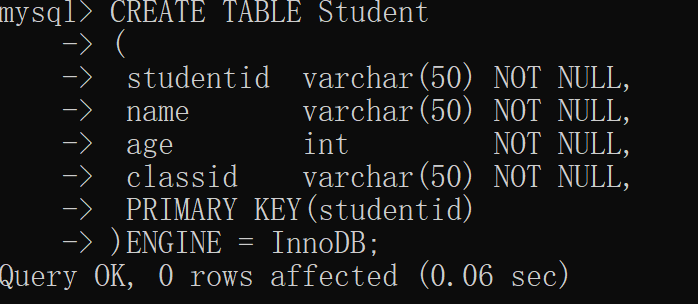 mysql> CREATE TABLE Student
    -> (
    ->  studentid  varchar(50) NOT NULL,
    ->  name       varchar(50) NOT NULL,
    ->  age        int         NOT NULL,
    ->  classid    varchar(50) NOT NULL,
    ->  PRIMARY KEY(studentid)
    -> )ENGINE = InnoDB;
Query OK, 0 rows affected (0.06 sec)